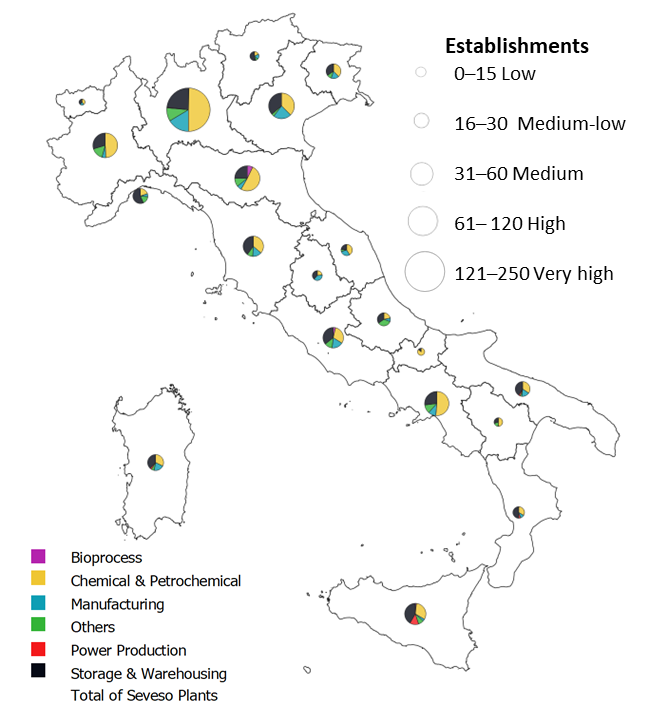 Establishments
0–15 Low
16–30 Medium-low
31–60 Medium
61–120 High
121–250 Very high
Bioprocess
Chemical & Petrochemical
Manufacturing
Others
Power Production
Storage & Warehousing
Total of Seveso Plants